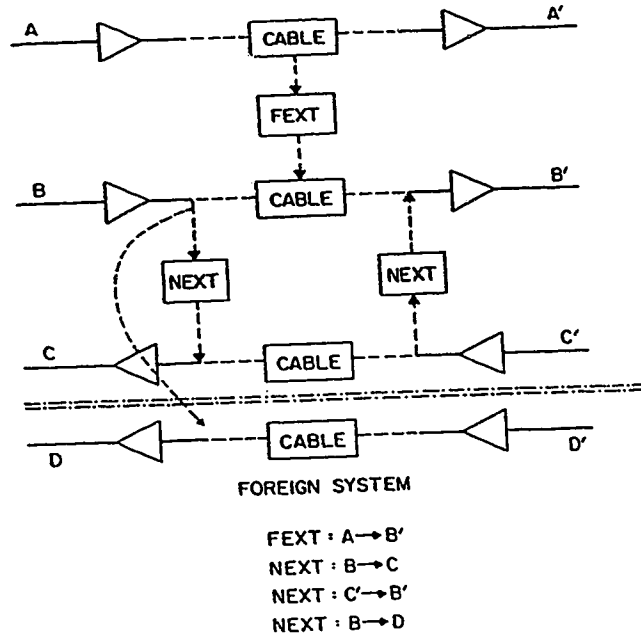 A CABLE A′
FEXT
B CABLE B′
NEXT NEXT
C CABLE C′
D CABLE D′
FOREIGN SYSTEM
FEXT : A→B′
NEXT : B→C
NEXT : C′→B′
NEXT : B→D